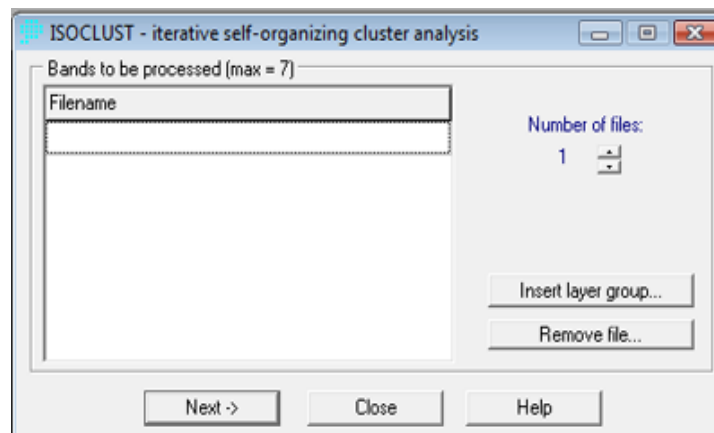 ISOCLUST - iterative self-organizing cluster analysis
Bands to be processed (max = 7)
Filename
Number of files:
1
Insert layer group...
Remove file...
Next ->
Close
Help